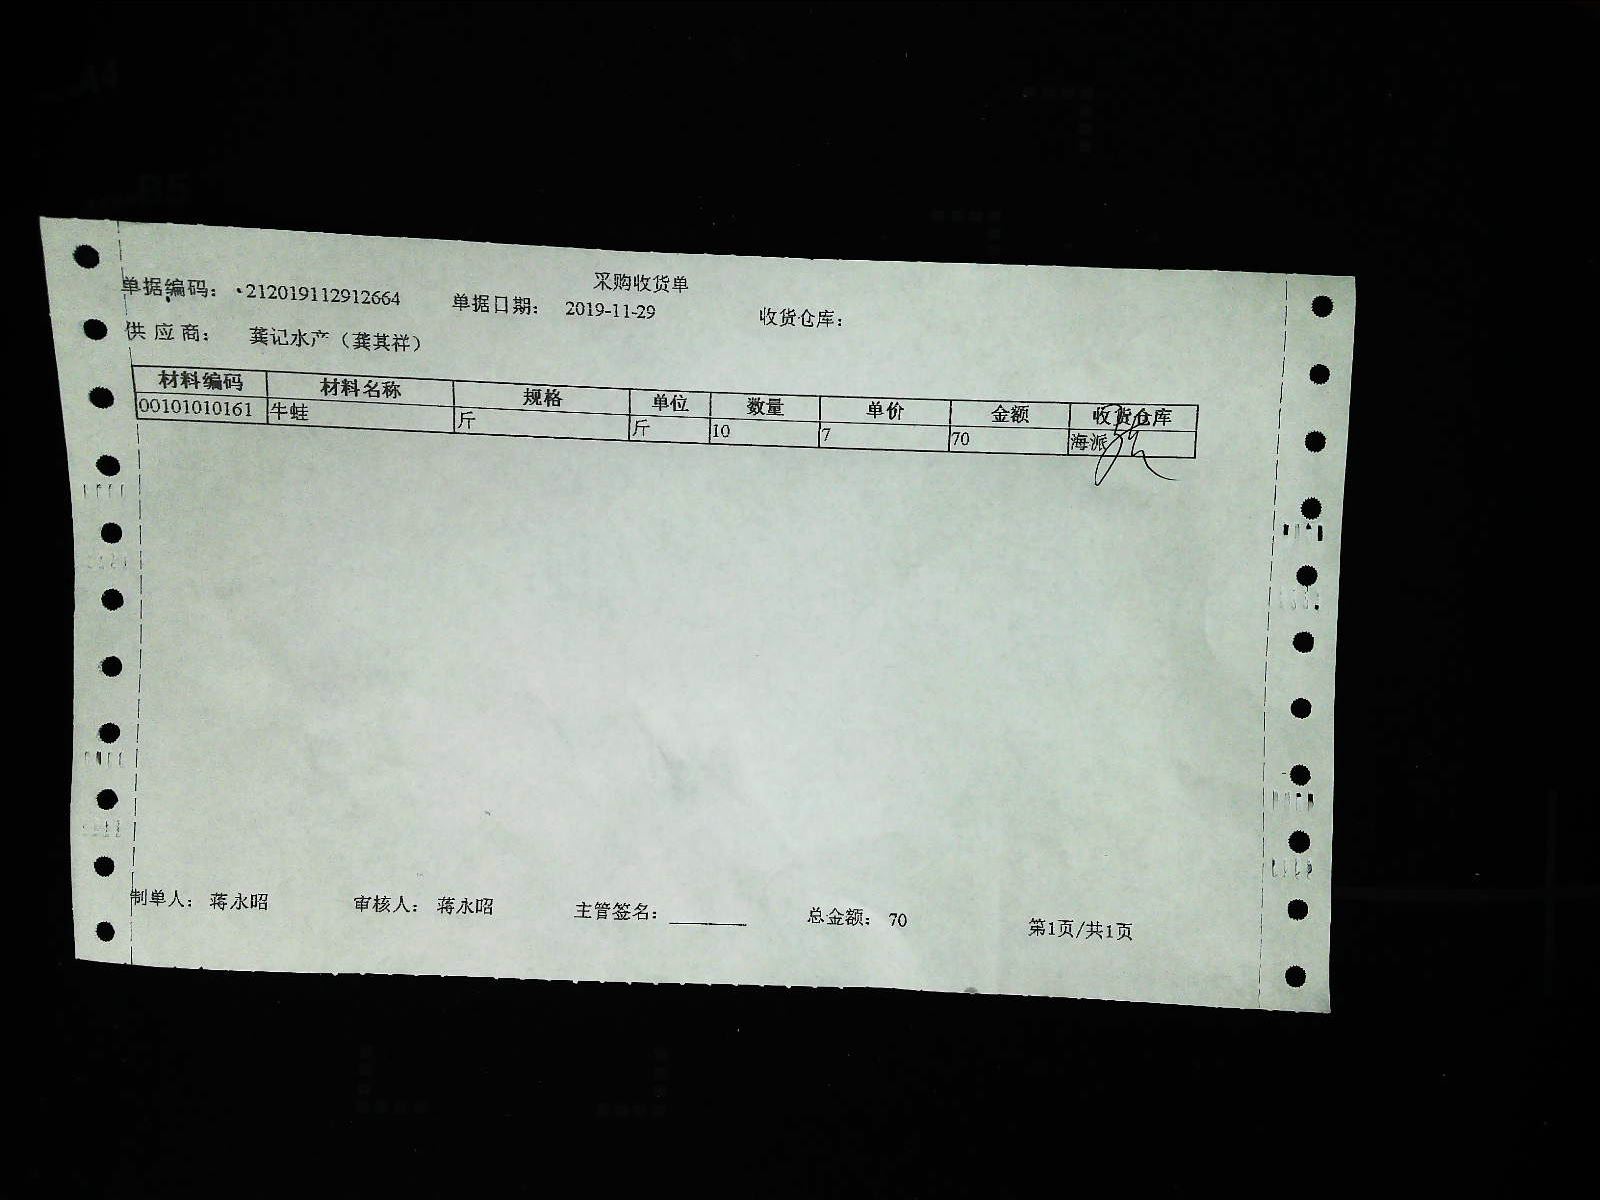 采购收货单
单据编码: 212019112912664 单据日期: 2019-11-29 收货仓库:
供应商: 龚记水产（龚其祥）
材料编码 材料名称 规格 单位 数量 单价 金额 收货仓库
00101010161 牛蛙 斤 斤 10 7 70 海派
制单人: 蒋永昭 审核人: 蒋永昭 主管签名: 总金额: 70 第1页/共1页